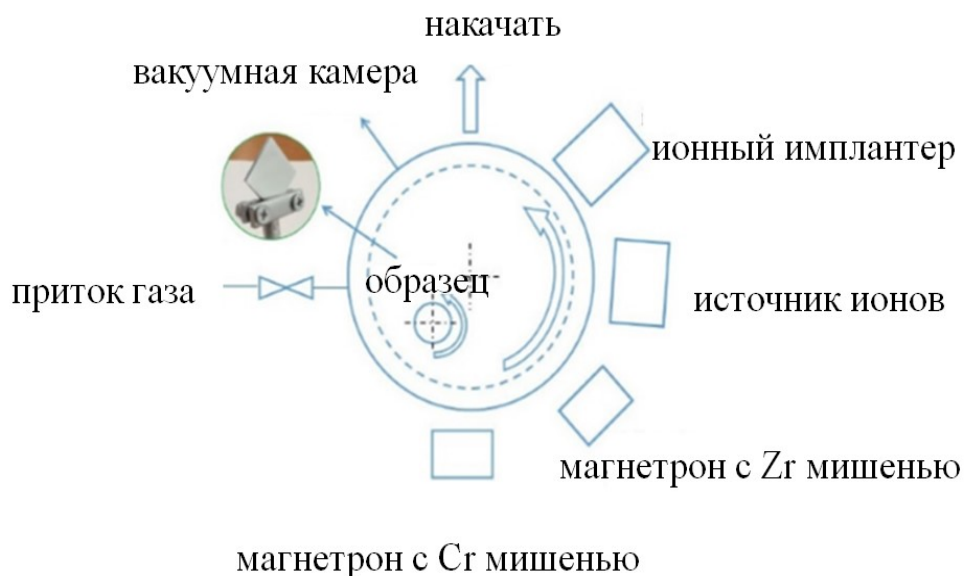 накачать
вакуумная камера
ионный имплантер
образец
приток газа
источник ионов
магнетрон с Zr мишенью
магнетрон с Cr мишенью